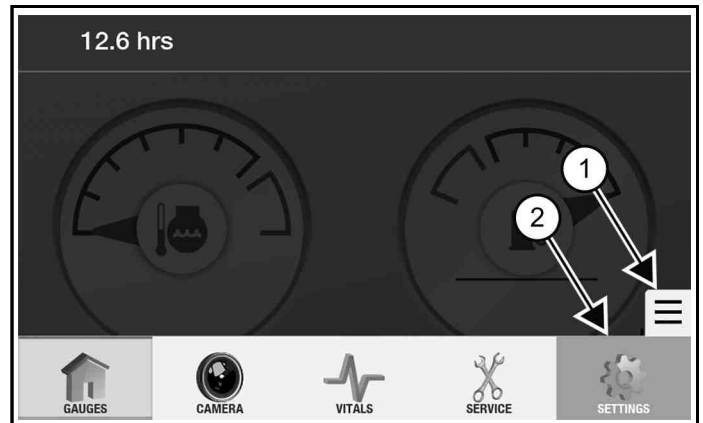 12.6 hrs
1
2
GAUGES
CAMERA
VITALS
SERVICE
SETTINGS